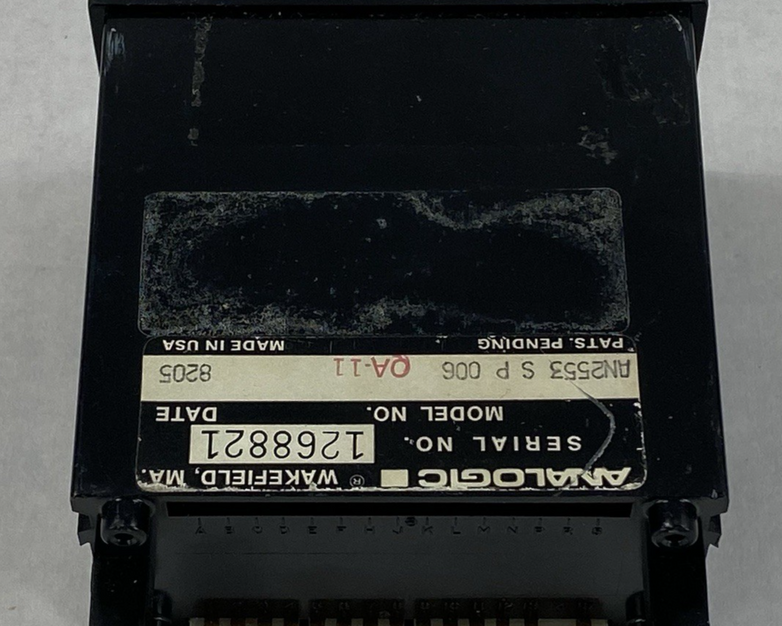 ANALOGIC ® WAKEFIELD, MA.
SERIAL NO. 1268821
MODEL NO. DATE
AN2553 S P 006 QA-11 8205
PATS. PENDING MADE IN USA
A B C D E F H J K L M N P R S